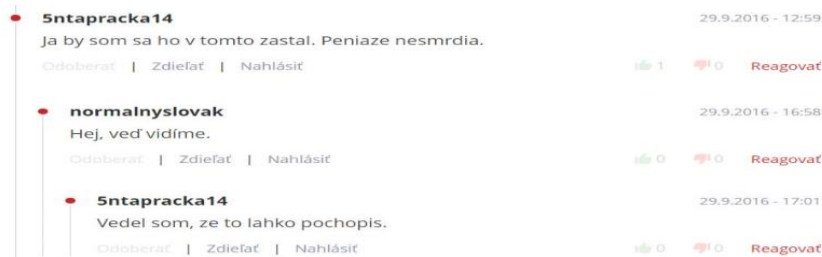 5ntapracka14 29.9.2016 - 12:59
Ja by som sa ho v tomto zastal. Peniaze nesmrdia.
Odoberať | Zdieľať | Nahlásiť 1 0 Reagovať
normalnyslovak 29.9.2016 - 16:58
Hej, veď vidíme.
Odoberať | Zdieľať | Nahlásiť 0 0 Reagovať
5ntapracka14 29.9.2016 - 17:01
Vedel som, ze to lahko pochopis.
Odoberať | Zdieľať | Nahlásiť 0 0 Reagovať